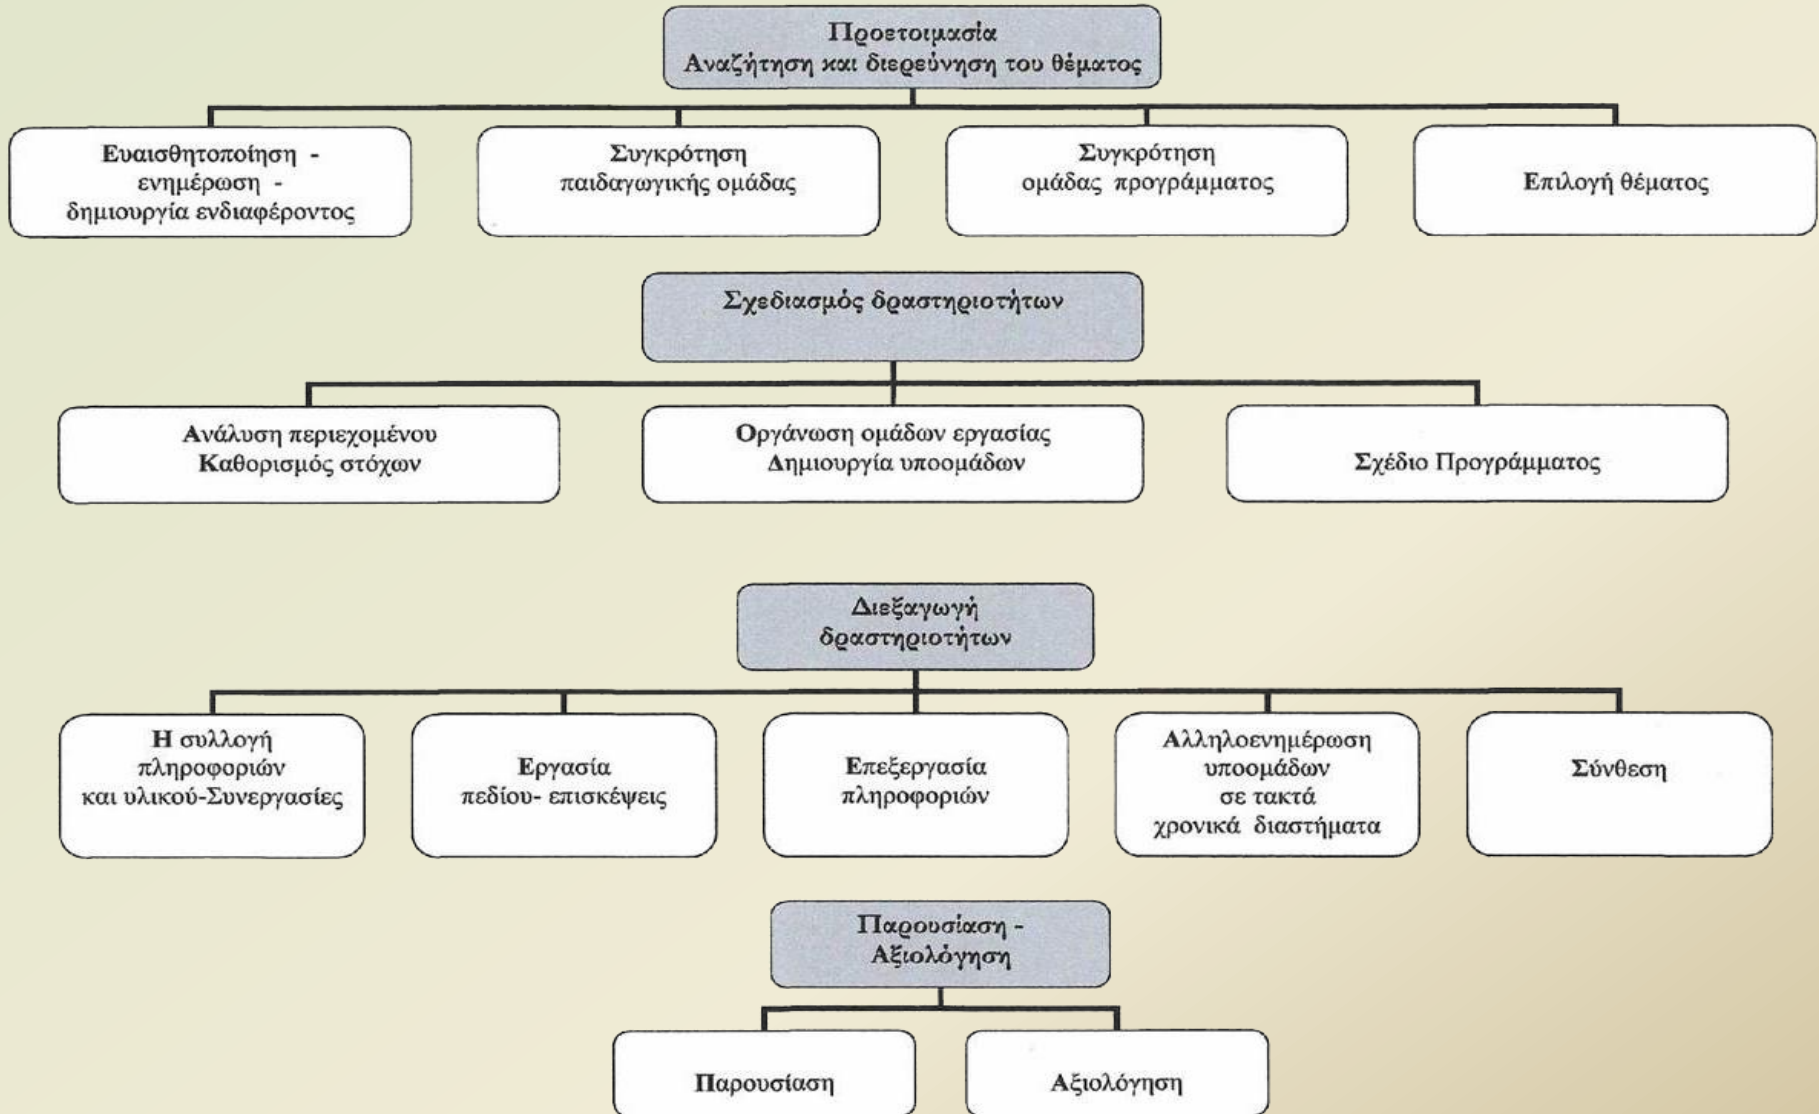 Προετοιμασία
Αναζήτηση και διερεύνηση του θέματος
Ευαισθητοποίηση -
ενημέρωση -
δημιουργία ενδιαφέροντος
Συγκρότηση
παιδαγωγικής ομάδας
Συγκρότηση
ομάδας προγράμματος
Επιλογή θέματος
Σχεδιασμός δραστηριοτήτων
Ανάλυση περιεχομένου
Καθορισμός στόχων
Οργάνωση ομάδων εργασίας
Δημιουργία υποομάδων
Σχέδιο Προγράμματος
Διεξαγωγή
δραστηριοτήτων
Η συλλογή
πληροφοριών
και υλικού-Συνεργασίες
Εργασία
πεδίου- επισκέψεις
Επεξεργασία
πληροφοριών
Αλληλοενημέρωση
υποομάδων
σε τακτά
χρονικά διαστήματα
Σύνθεση
Παρουσίαση -
Αξιολόγηση
Παρουσίαση
Αξιολόγηση